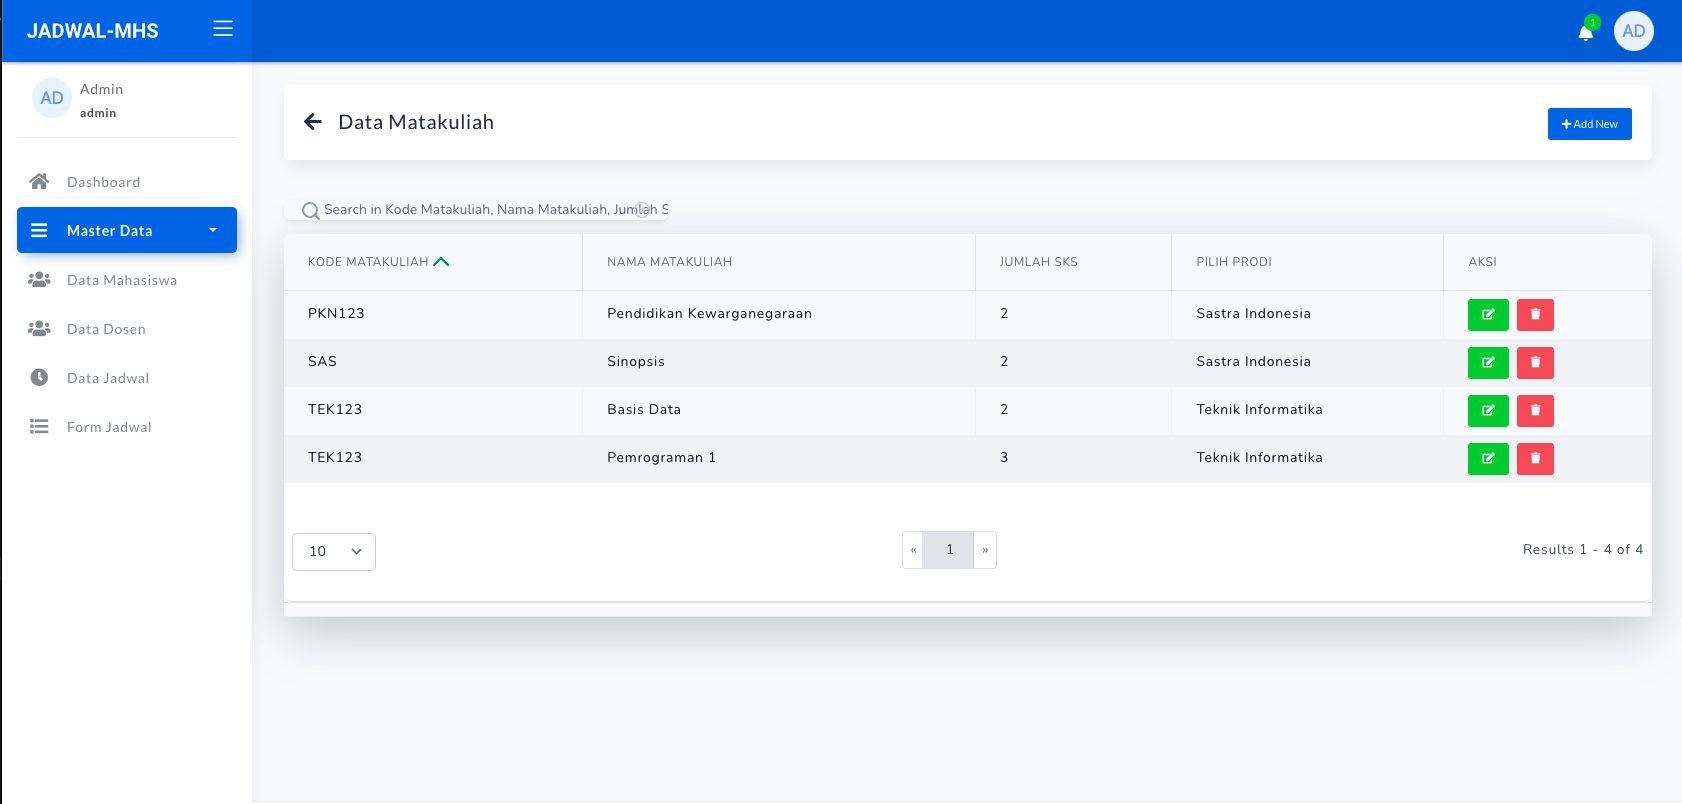 JADWAL-MHS
1
AD
AD
Admin
admin
Dashboard
Master Data
Data Mahasiswa
Data Dosen
Data Jadwal
Form Jadwal
Data Matakuliah
Add New
Search in Kode Matakuliah, Nama Matakuliah, Jumlah S
KODE MATAKULIAH NAMA MATAKULIAH JUMLAH SKS PILIH PRODI AKSI
PKN123 Pendidikan Kewarganegaraan 2 Sastra Indonesia
SAS Sinopsis 2 Sastra Indonesia
TEK123 Basis Data 2 Teknik Informatika
TEK123 Pemrograman 1 3 Teknik Informatika
10 « 1 » Results 1 - 4 of 4